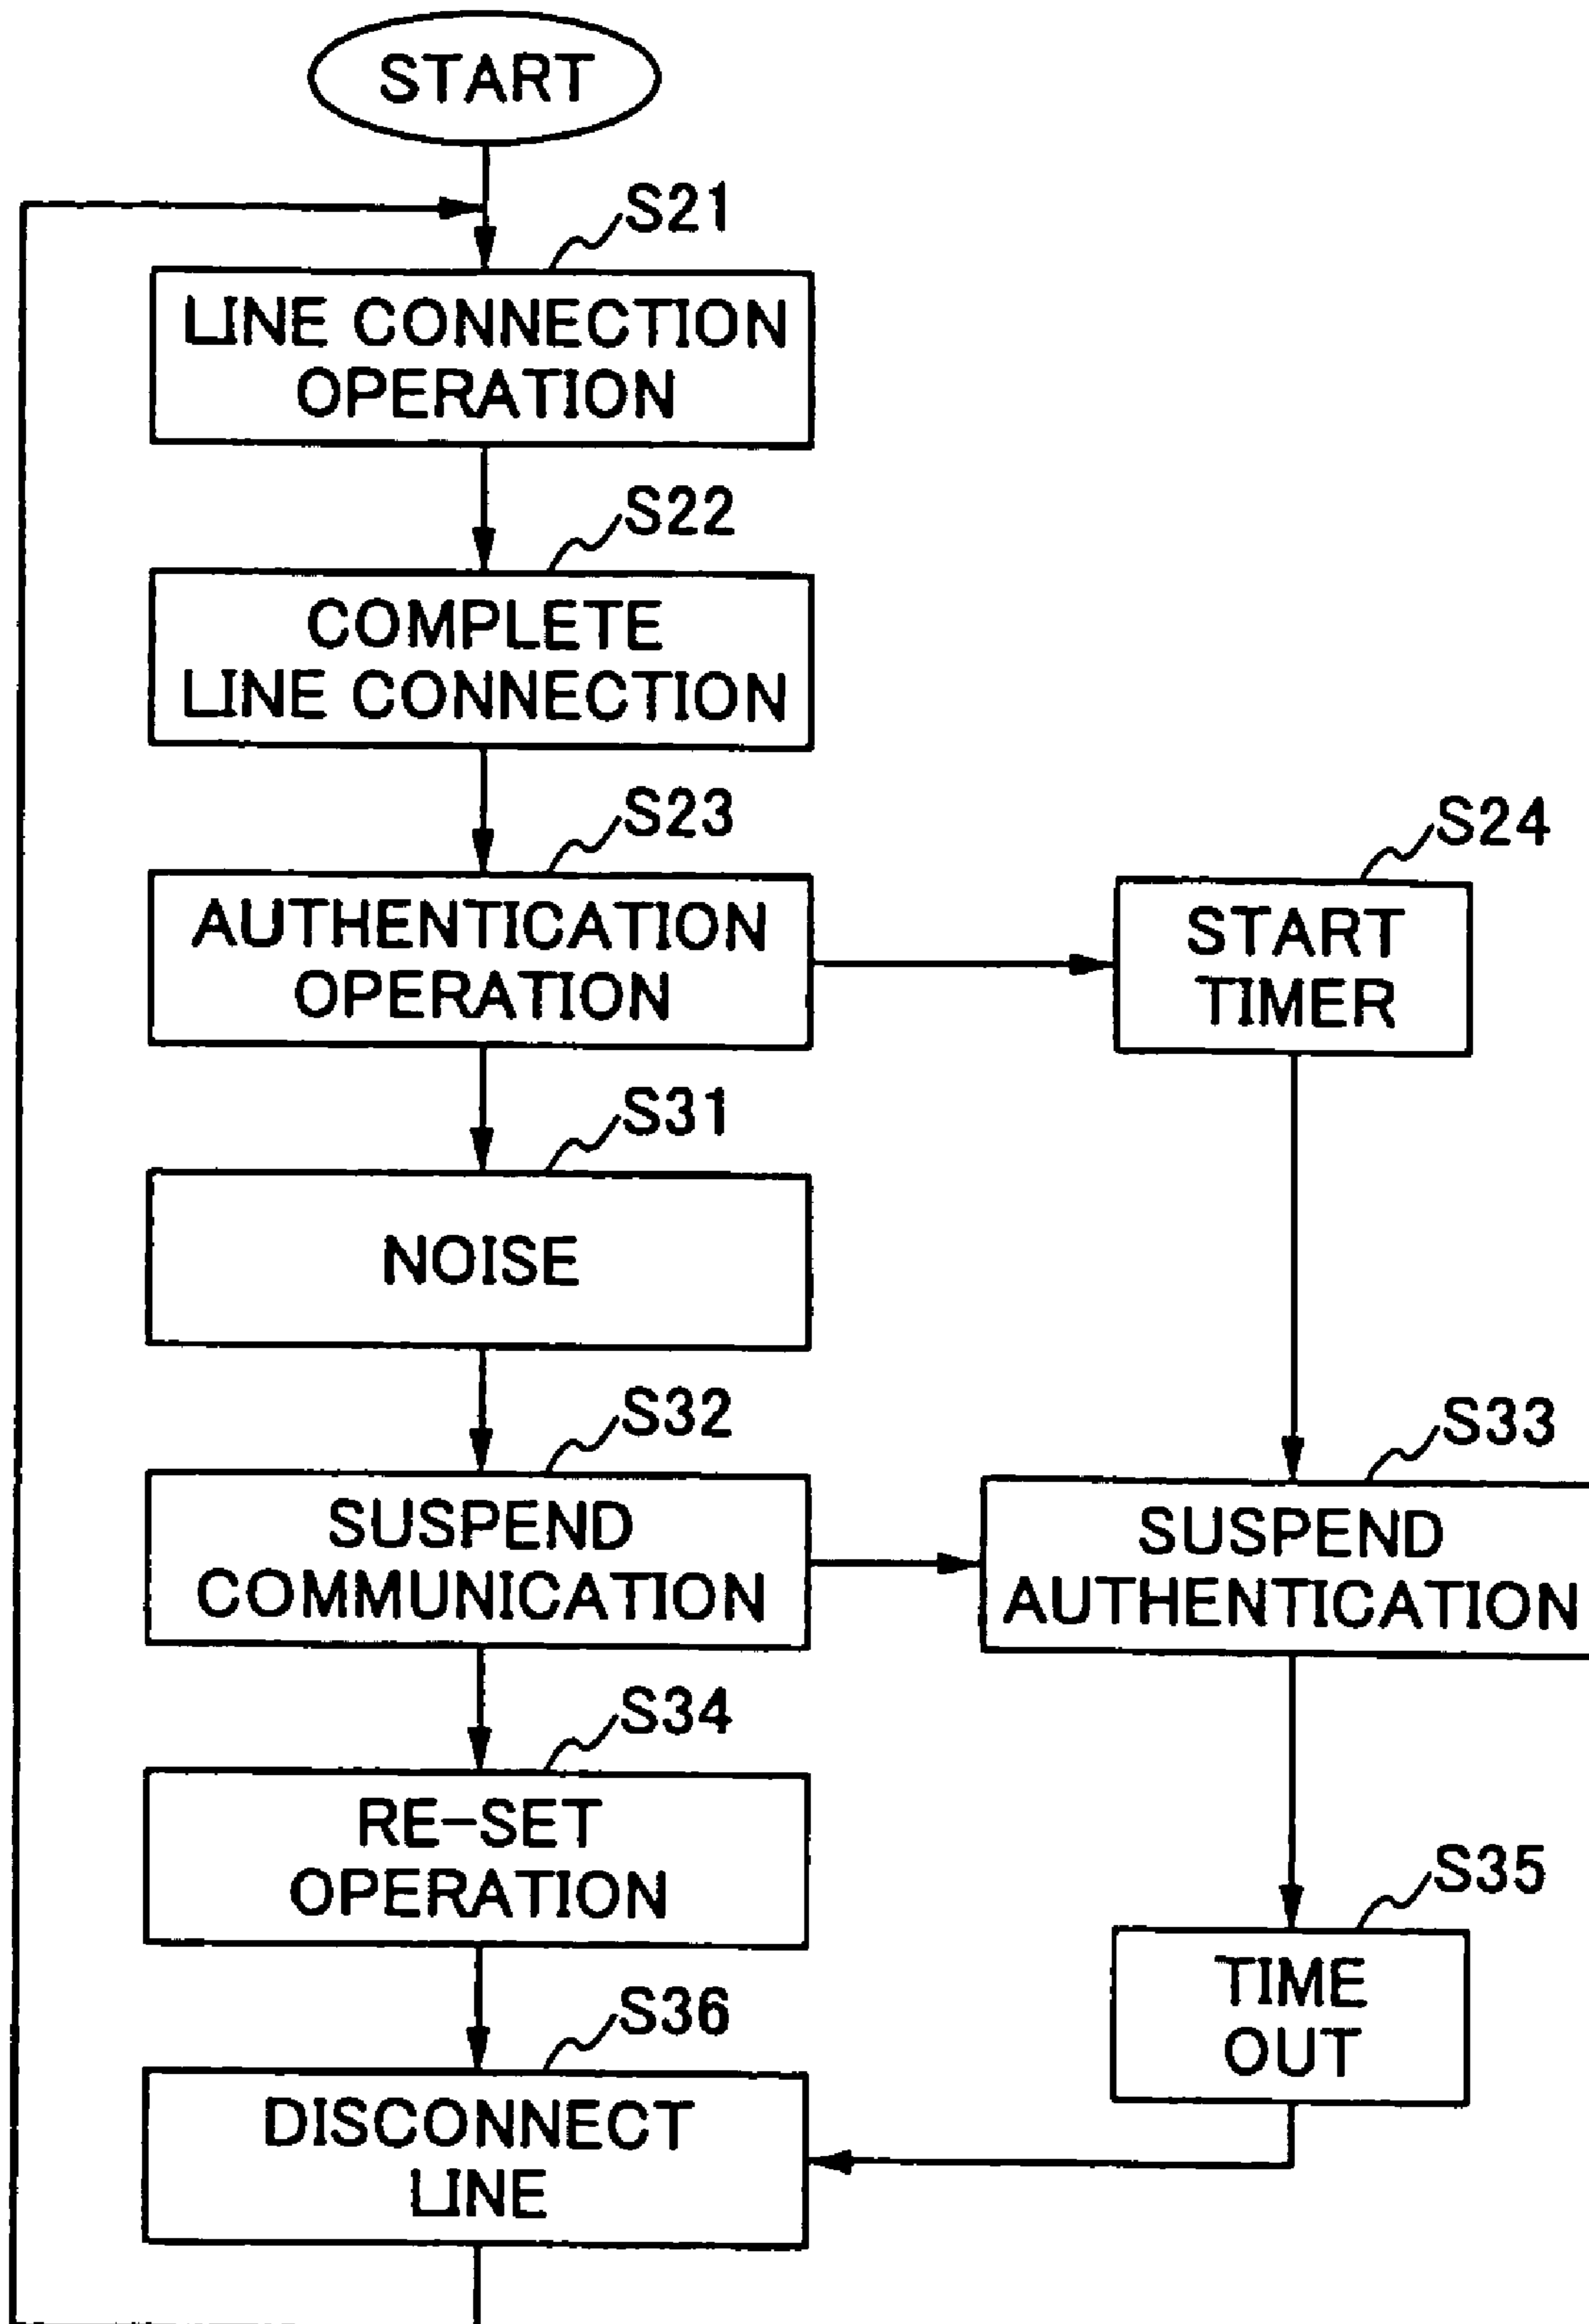 START
S21
LINE CONNECTION
OPERATION
S22
COMPLETE
LINE CONNECTION
S23
AUTHENTICATION
OPERATION
S24
START
TIMER
S31
NOISE
S32
SUSPEND
COMMUNICATION
S33
SUSPEND
AUTHENTICATION
S34
RE-SET
OPERATION
S35
TIME
OUT
S36
DISCONNECT
LINE